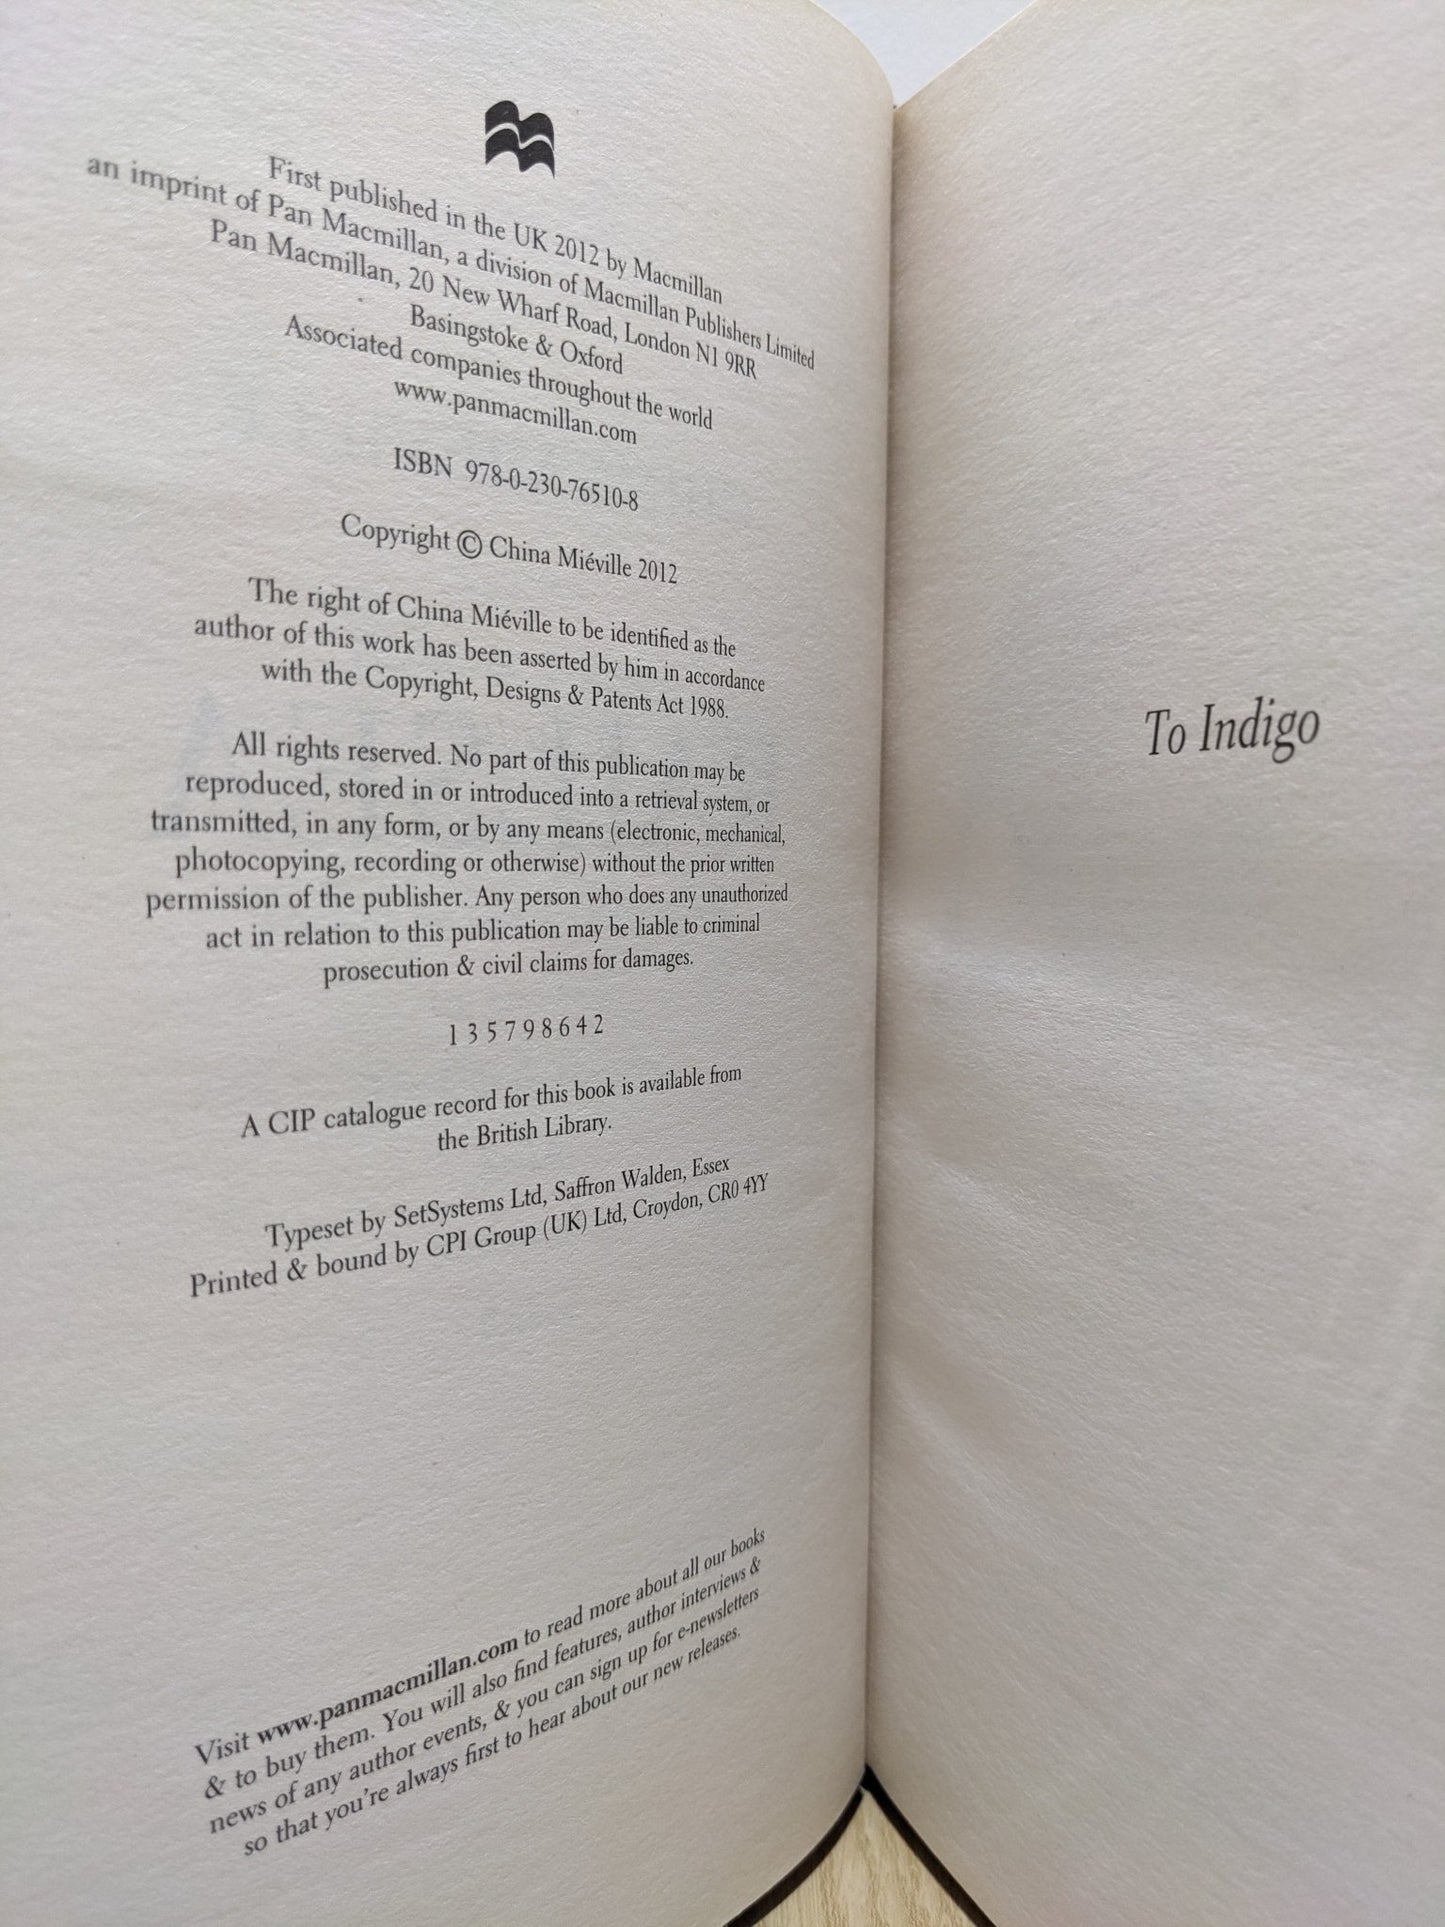 First published in the UK 2012 by Macmillan
an imprint of Pan Macmillan, a division of Macmillan Publishers Limited
Pan Macmillan, 20 New Wharf Road, London N1 9RR
Basingstoke & Oxford
Associated companies throughout the world
www.panmacmillan.com
ISBN 978-0-230-76510-8
Copyright © China Miéville 2012
The right of China Miéville to be identified as the
author of this work has been asserted by him in accordance
with the Copyright, Designs & Patents Act 1988.
All rights reserved. No part of this publication may be
reproduced, stored in or introduced into a retrieval system, or
transmitted, in any form, or by any means (electronic, mechanical,
photocopying, recording or otherwise) without the prior written
permission of the publisher. Any person who does any unauthorized
act in relation to this publication may be liable to criminal
prosecution & civil claims for damages.
1 3 5 7 9 8 6 4 2
A CIP catalogue record for this book is available from
the British Library.
Typeset by SetSystems Ltd, Saffron Walden, Essex
Printed & bound by CPI Group (UK) Ltd, Croydon, CR0 4YY
Visit www.panmacmillan.com to read more about all our books
& to buy them. You will also find features, author interviews &
news of any author events, & you can sign up for e-newsletters
so that you're always first to hear about our new releases.
To Indigo